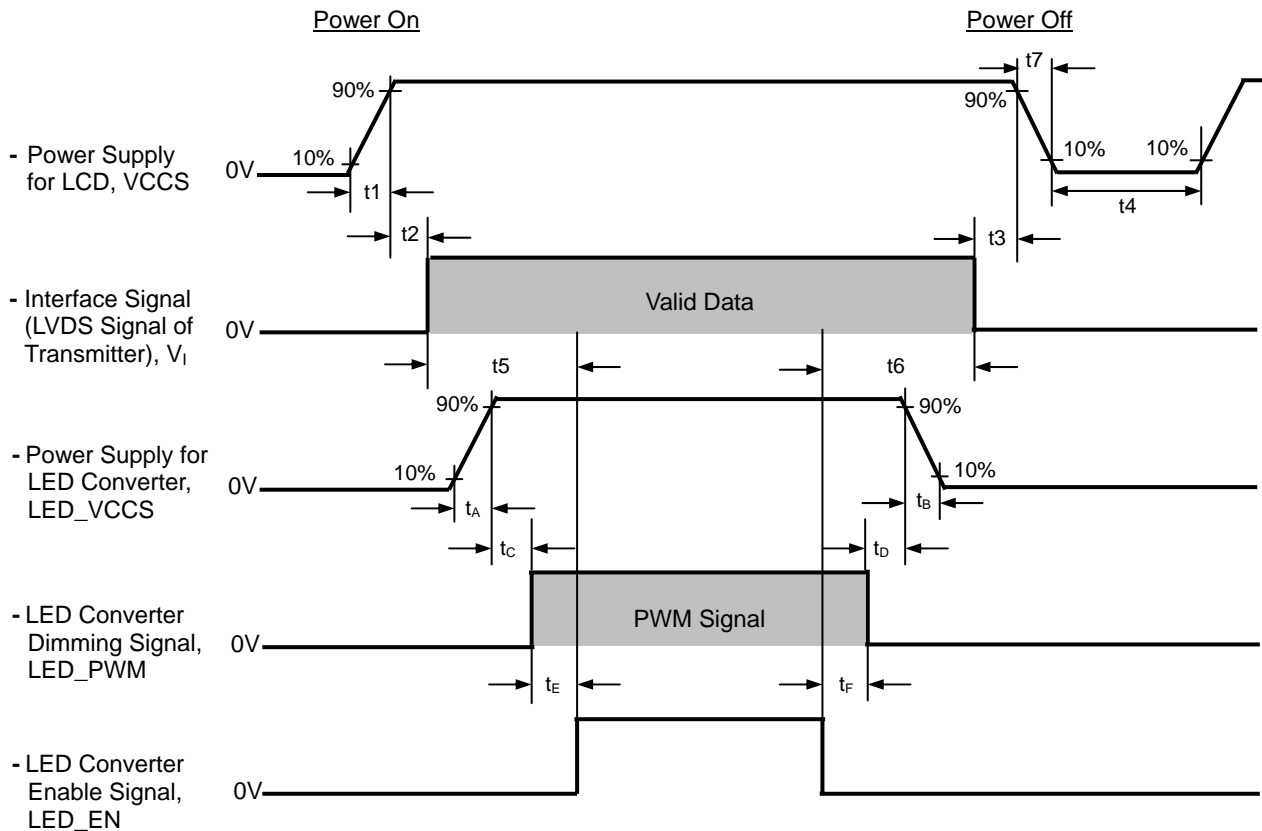 Power On
Power Off
t7
90%
90%
- Power Supply
for LCD, VCCS
0V
10%
10%
10%
t1
t4
t2
t3
- Interface Signal
(LVDS Signal of
Transmitter), VI
0V
Valid Data
t5
t6
90%
90%
- Power Supply for
LED Converter,
LED_VCCS
0V
10%
10%
tA
tB
tC
tD
- LED Converter
Dimming Signal,
LED_PWM
0V
PWM Signal
tE
tF
- LED Converter
Enable Signal,
LED_EN
0V